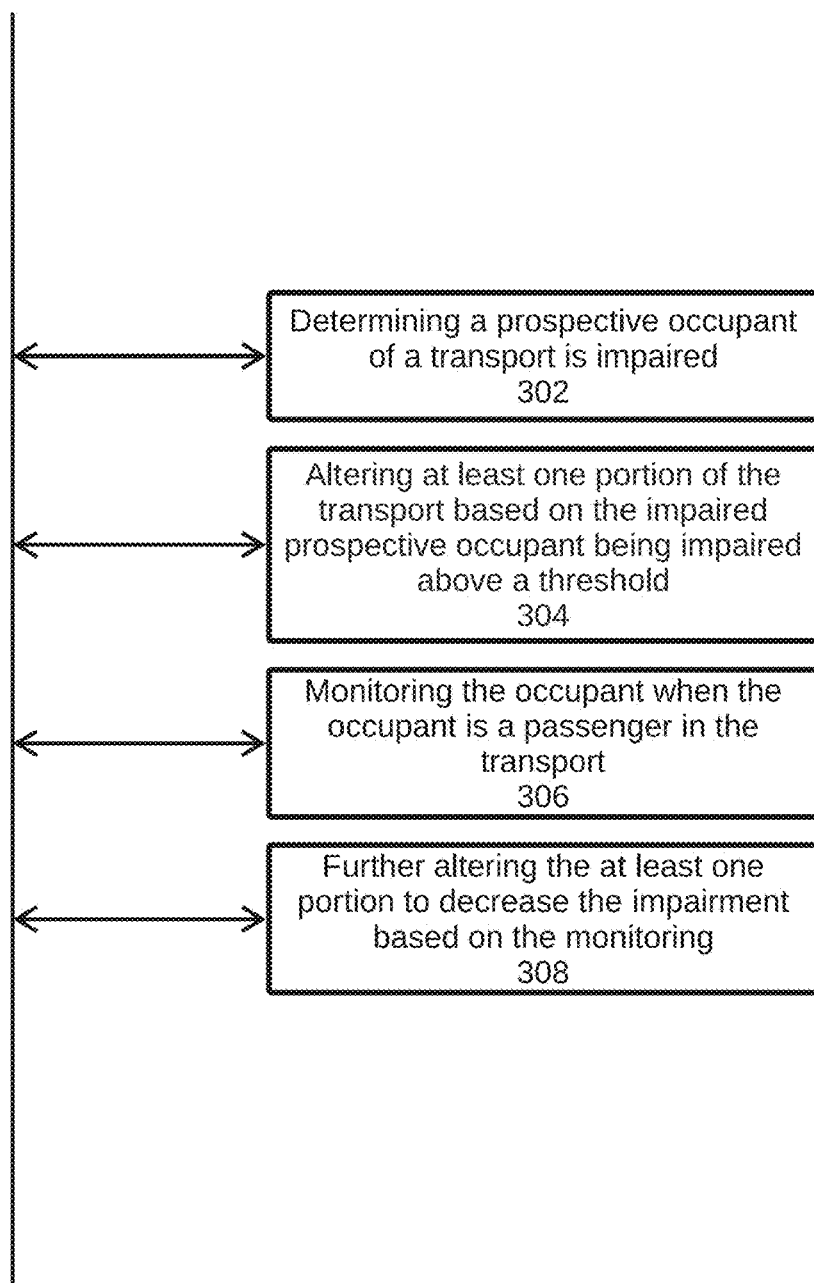 Determining a prospective occupant
of a transport is impaired
302
Altering at least one portion of the
transport based on the impaired
prospective occupant being impaired
above a threshold
304
Monitoring the occupant when the
occupant is a passenger in the
transport
306
Further altering the at least one
portion to decrease the impairment
based on the monitoring
308